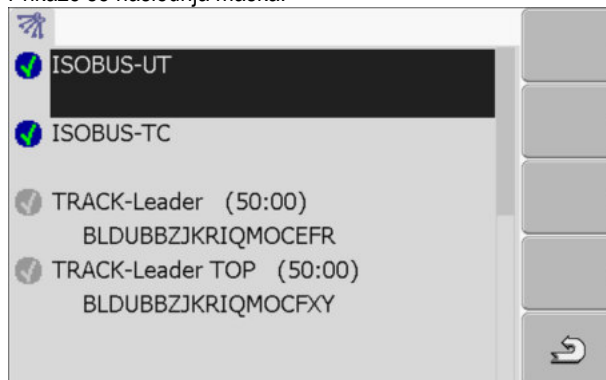 Prikaže se naslednja maska:
ISOBUS-UT
ISOBUS-TC
TRACK-Leader (50:00)
BLDUBBZJKRIQMOCEFR
TRACK-Leader TOP (50:00)
BLDUBBZJKRIQMOCFXY